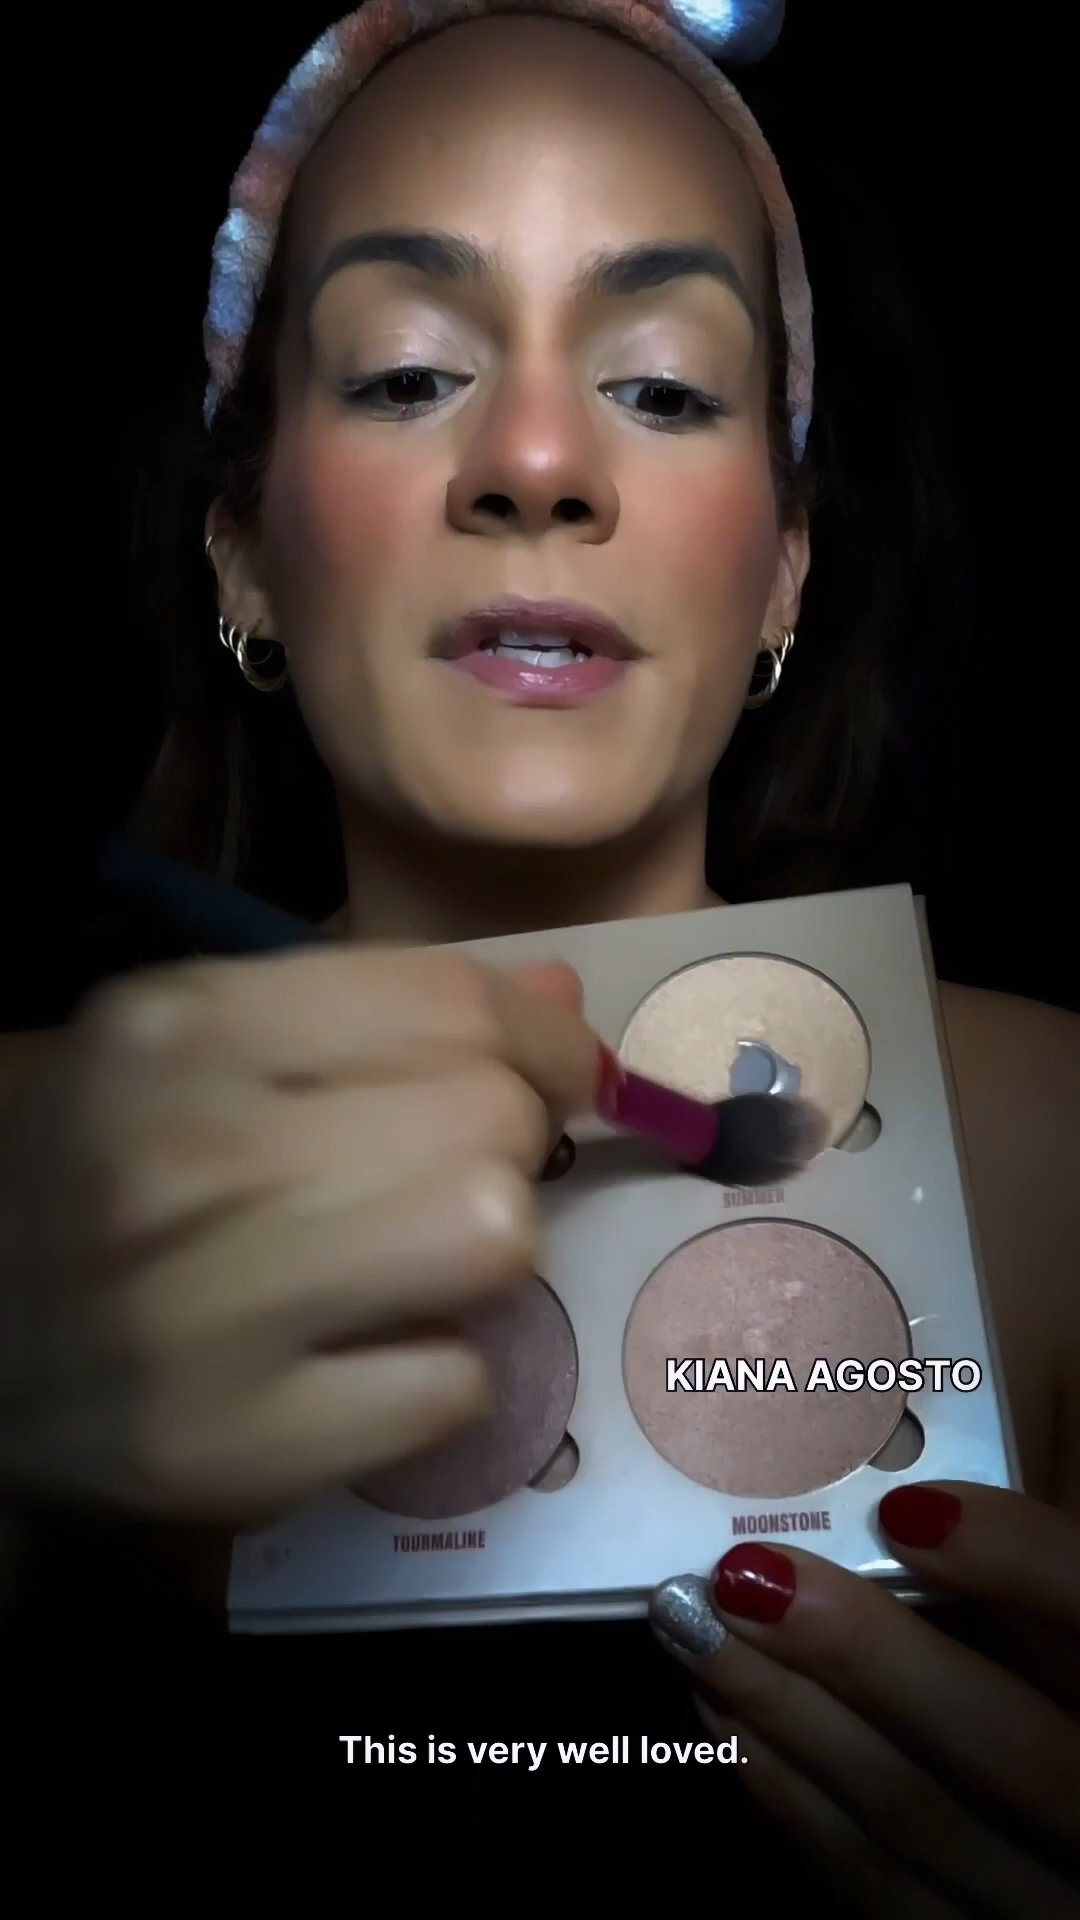 SUMMER
KIANA AGOSTO
MOONSTONE
TOURMALINE
This is very well loved.